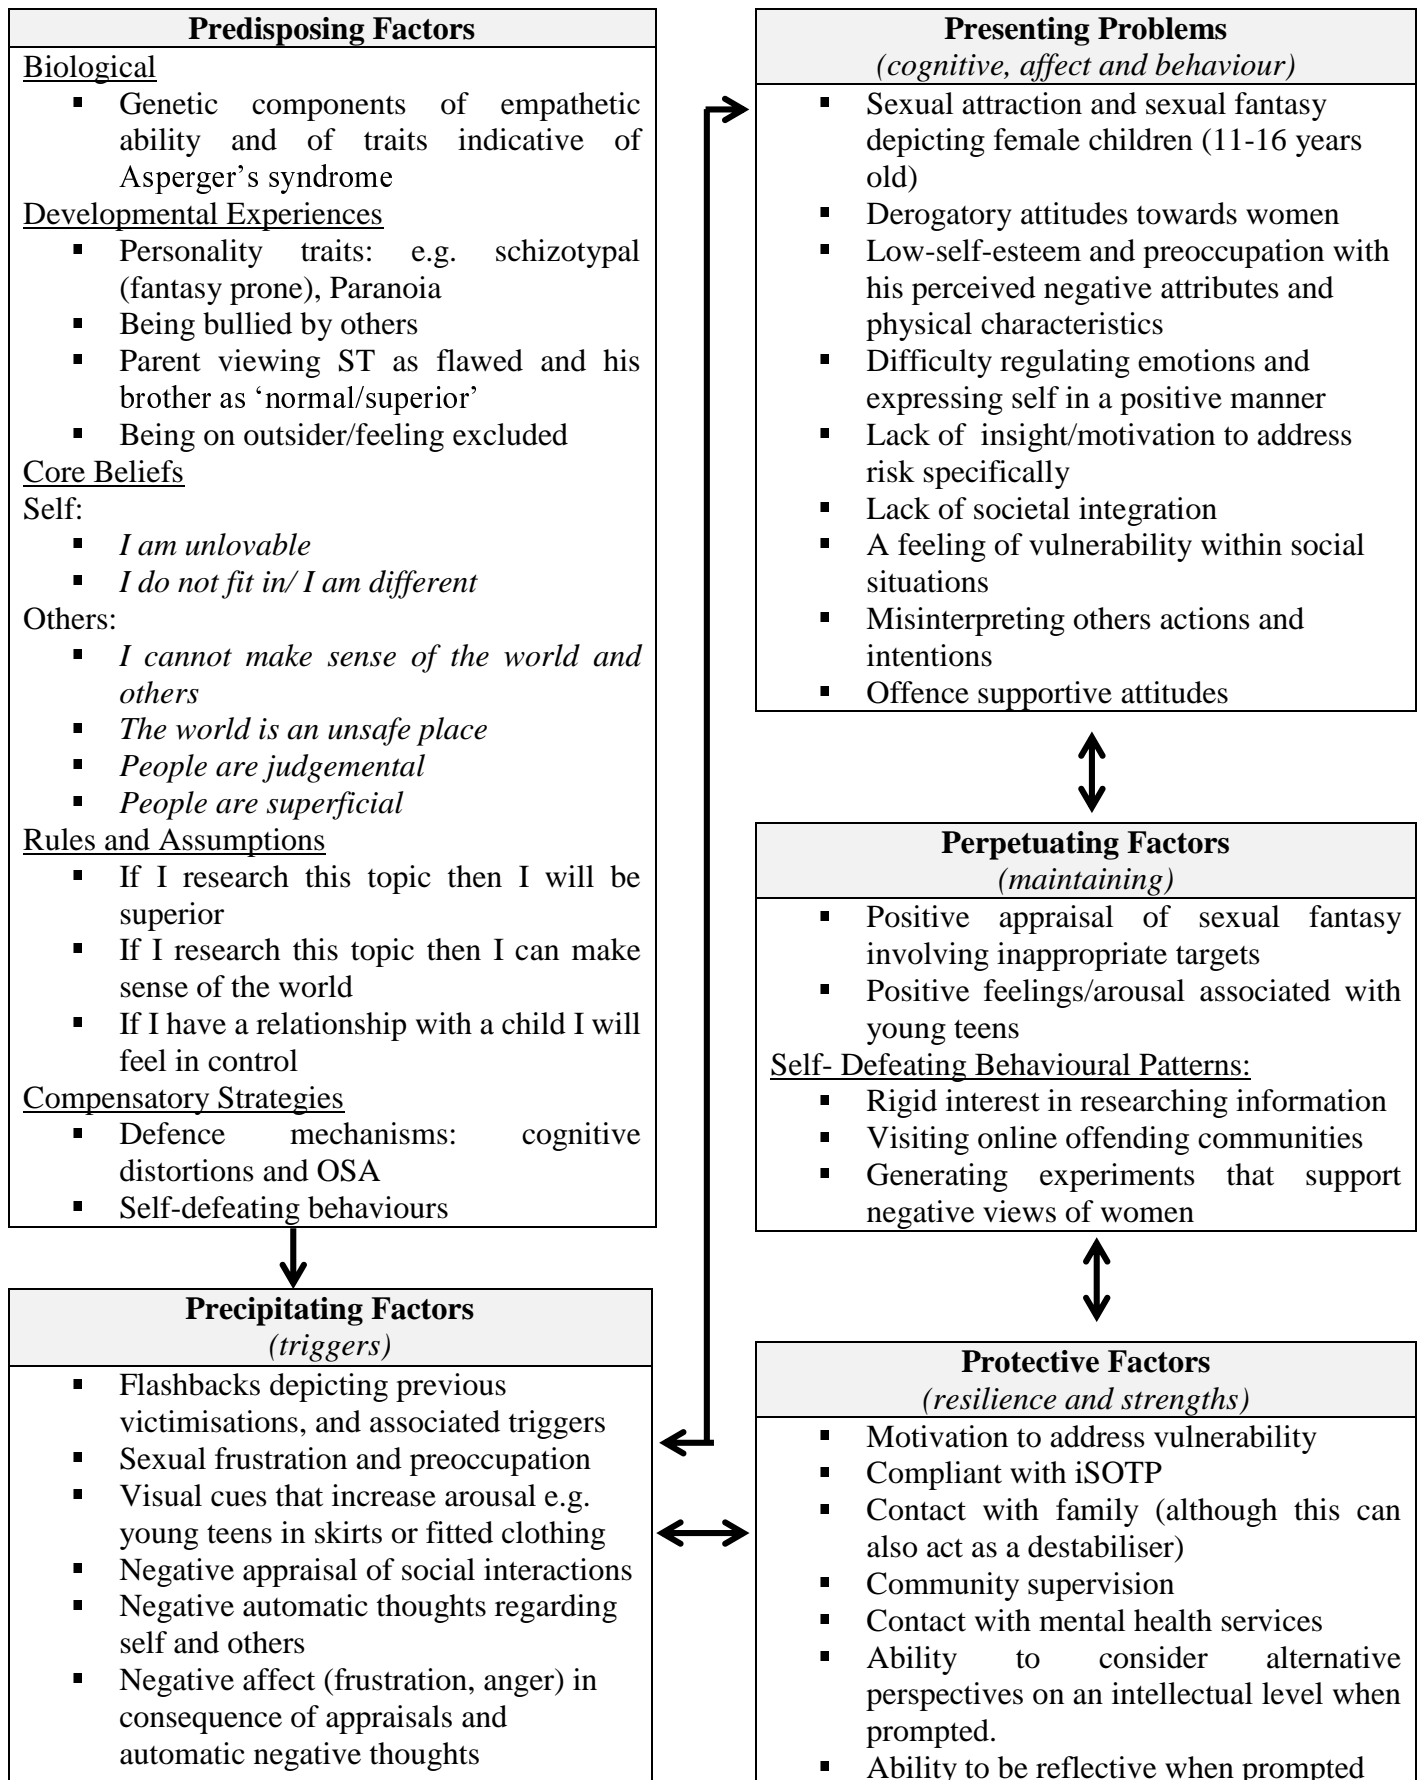 Predisposing Factors
Biological
▪ Genetic components of empathetic
ability and of traits indicative of
Asperger’s syndrome
Developmental Experiences
▪ Personality traits: e.g. schizotypal
(fantasy prone), Paranoia
▪ Being bullied by others
▪ Parent viewing ST as flawed and his
brother as ‘normal/superior’
▪ Being on outsider/feeling excluded
Core Beliefs
Self:
▪ I am unlovable
▪ I do not fit in/ I am different
Others:
▪ I cannot make sense of the world and
others
▪ The world is an unsafe place
▪ People are judgemental
▪ People are superficial
Rules and Assumptions
▪ If I research this topic then I will be
superior
▪ If I research this topic then I can make
sense of the world
▪ If I have a relationship with a child I will
feel in control
Compensatory Strategies
▪ Defence mechanisms: cognitive
distortions and OSA
▪ Self-defeating behaviours
Precipitating Factors
(triggers)
▪ Flashbacks depicting previous
victimisations, and associated triggers
▪ Sexual frustration and preoccupation
▪ Visual cues that increase arousal e.g.
young teens in skirts or fitted clothing
▪ Negative appraisal of social interactions
▪ Negative automatic thoughts regarding
self and others
▪ Negative affect (frustration, anger) in
consequence of appraisals and
automatic negative thoughts
Presenting Problems
(cognitive, affect and behaviour)
▪ Sexual attraction and sexual fantasy
depicting female children (11-16 years
old)
▪ Derogatory attitudes towards women
▪ Low-self-esteem and preoccupation with
his perceived negative attributes and
physical characteristics
▪ Difficulty regulating emotions and
expressing self in a positive manner
▪ Lack of insight/motivation to address
risk specifically
▪ Lack of societal integration
▪ A feeling of vulnerability within social
situations
▪ Misinterpreting others actions and
intentions
▪ Offence supportive attitudes
Perpetuating Factors
(maintaining)
▪ Positive appraisal of sexual fantasy
involving inappropriate targets
▪ Positive feelings/arousal associated with
young teens
Self- Defeating Behavioural Patterns:
▪ Rigid interest in researching information
▪ Visiting online offending communities
▪ Generating experiments that support
negative views of women
Protective Factors
(resilience and strengths)
▪ Motivation to address vulnerability
▪ Compliant with iSOTP
▪ Contact with family (although this can
also act as a destabiliser)
▪ Community supervision
▪ Contact with mental health services
▪ Ability to consider alternative
perspectives on an intellectual level when
prompted.
▪ Ability to be reflective when prompted